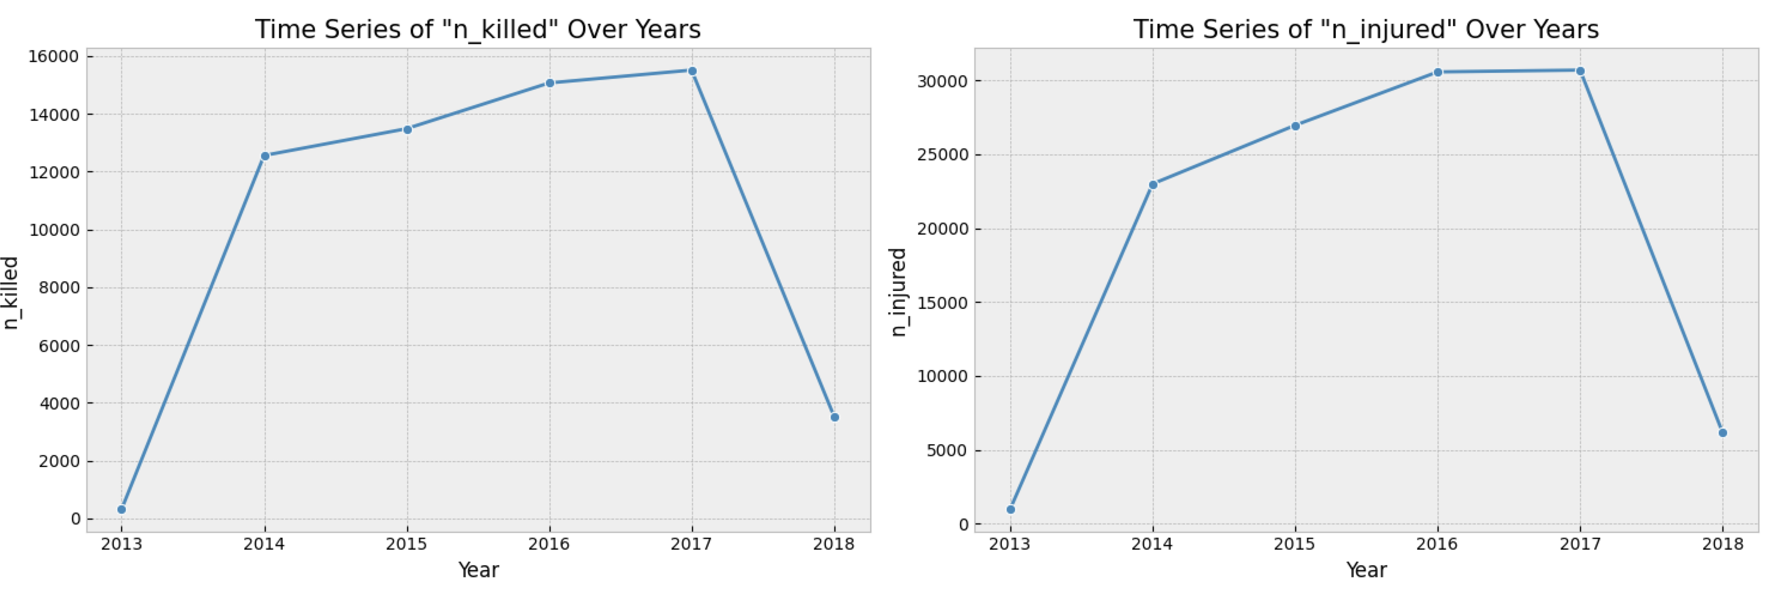 Time Series of "n_killed" Over Years
16000
14000
12000
10000
8000
6000
4000
2000
0
n_killed
2013 2014 2015 2016 2017 2018
Year
Time Series of "n_injured" Over Years
30000
25000
20000
15000
10000
5000
0
n_injured
2013 2014 2015 2016 2017 2018
Year